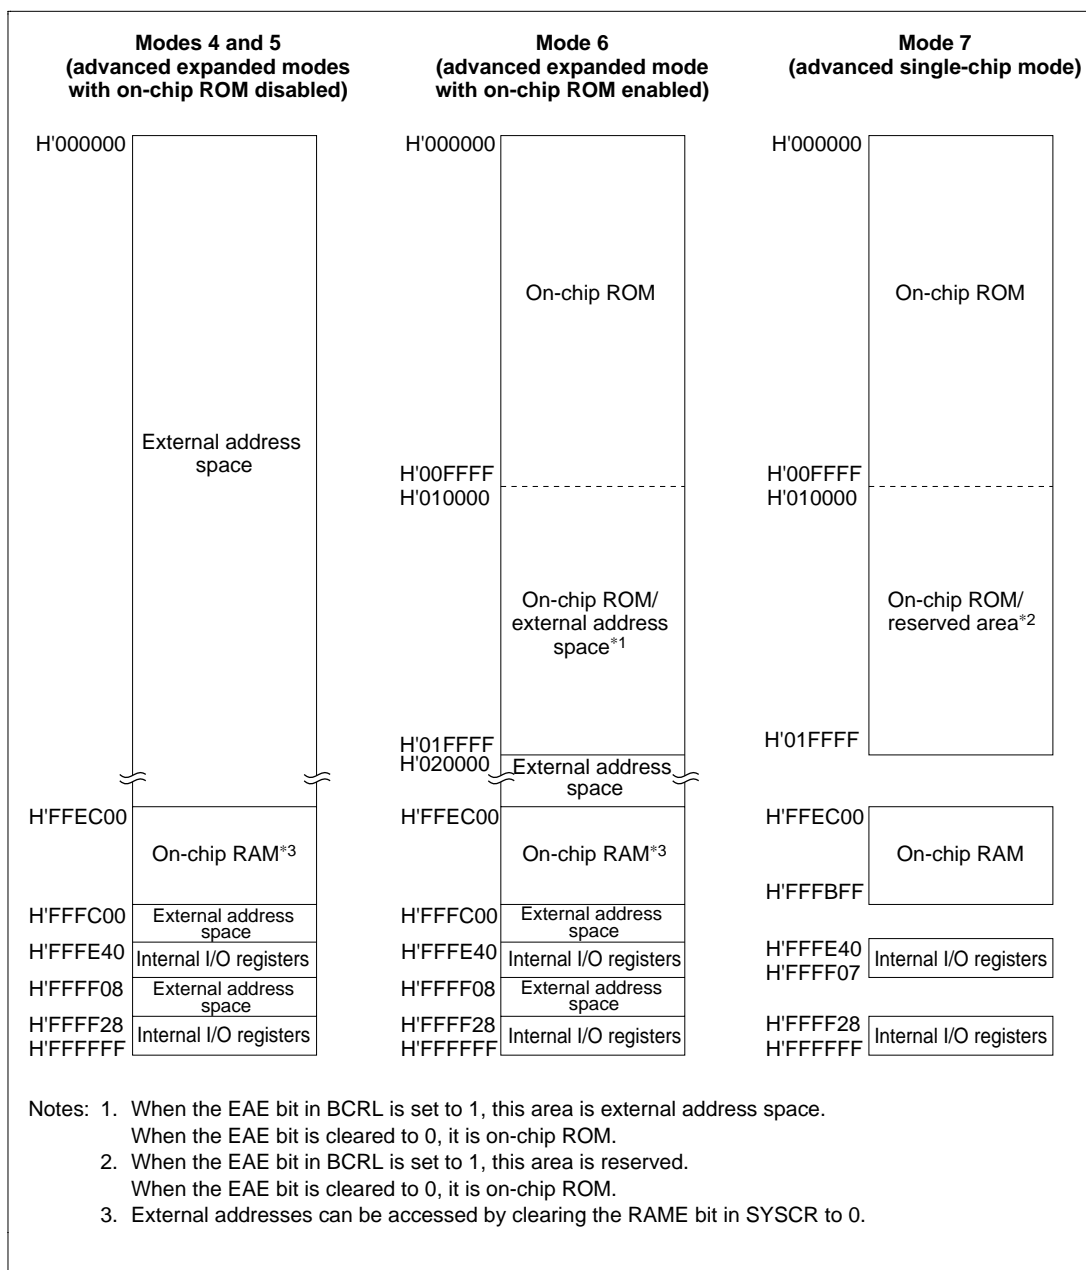 Modes 4 and 5
(advanced expanded modes
with on-chip ROM disabled)
H'000000
External address
space
H'FFEC00
On-chip RAM*3
H'FFFC00
External address
space
H'FFFE40
Internal I/O registers
H'FFFF08
External address
space
H'FFFF28
Internal I/O registers
H'FFFFFF
Mode 6
(advanced expanded mode
with on-chip ROM enabled)
H'000000
On-chip ROM
H'00FFFF
H'010000
On-chip ROM/
external address
space*1
H'01FFFF
H'020000
External address
space
H'FFEC00
On-chip RAM*3
H'FFFC00
External address
space
H'FFFE40
Internal I/O registers
H'FFFF08
External address
space
H'FFFF28
Internal I/O registers
H'FFFFFF
Mode 7
(advanced single-chip mode)
H'000000
On-chip ROM
H'00FFFF
H'010000
On-chip ROM/
reserved area*2
H'01FFFF
H'FFEC00
On-chip RAM
H'FFFBFF
H'FFFE40
Internal I/O registers
H'FFFF07
H'FFFF28
Internal I/O registers
H'FFFFFF
Notes: 1. When the EAE bit in BCRL is set to 1, this area is external address space.
When the EAE bit is cleared to 0, it is on-chip ROM.
2. When the EAE bit in BCRL is set to 1, this area is reserved.
When the EAE bit is cleared to 0, it is on-chip ROM.
3. External addresses can be accessed by clearing the RAME bit in SYSCR to 0.